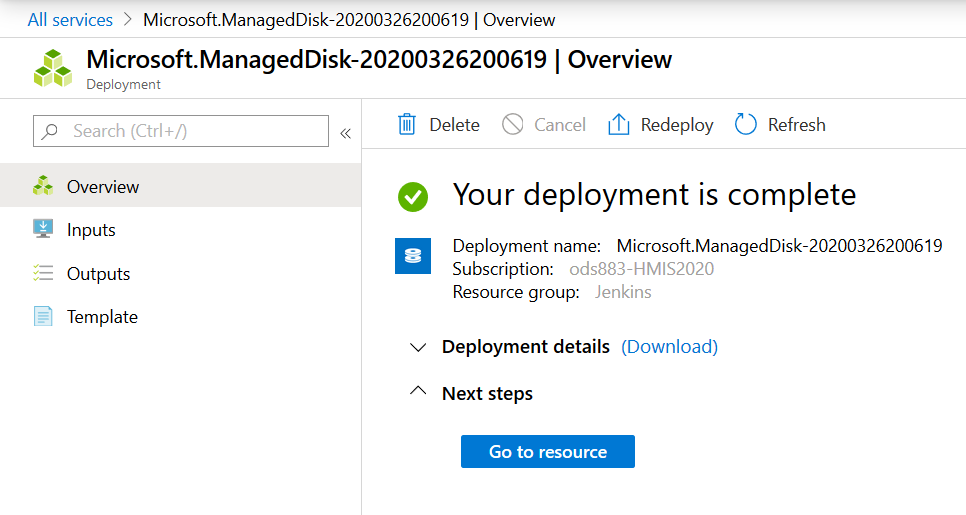 All services > Microsoft.ManagedDisk-20200326200619 | Overview
Microsoft.ManagedDisk-20200326200619 | Overview
Deployment
Search (Ctrl+/)
«
Delete
Cancel
Redeploy
Refresh
Overview
Inputs
Outputs
Template
Your deployment is complete
Deployment name: Microsoft.ManagedDisk-20200326200619
Subscription: ods883-HMIS2020
Resource group: Jenkins
Deployment details (Download)
Next steps
Go to resource